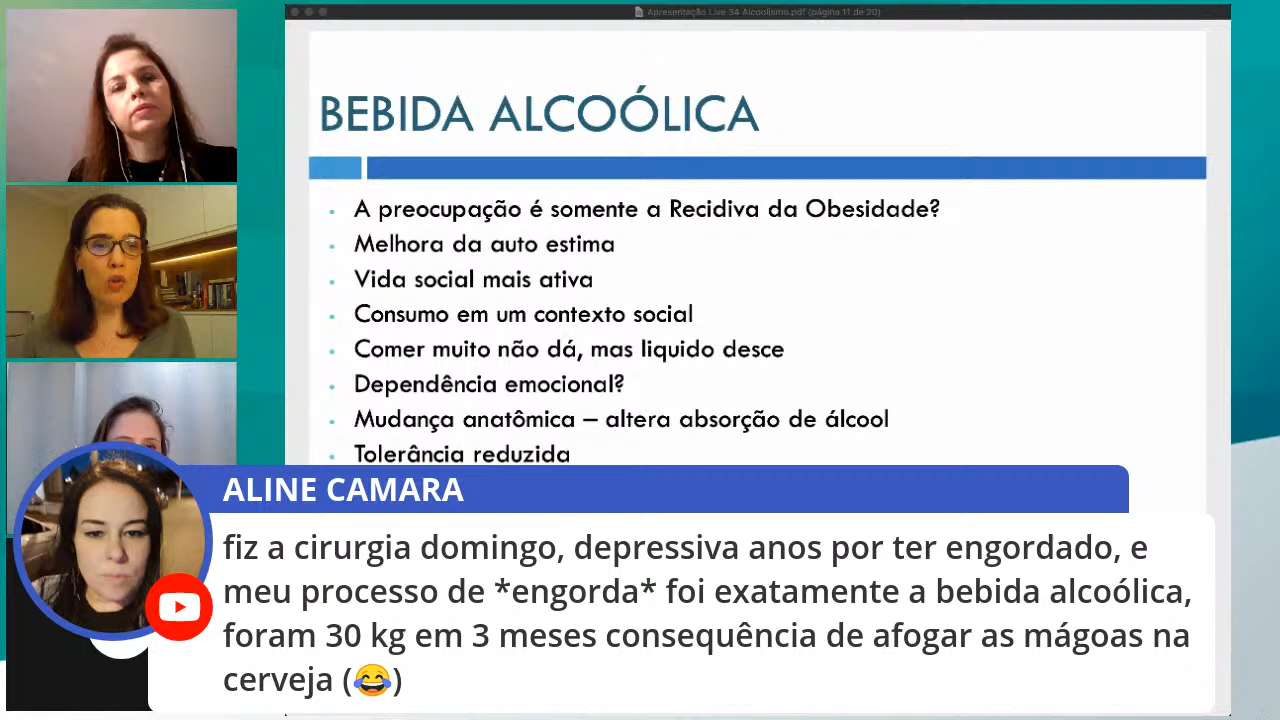 Apresentação Live 34 Alcoolismo.pdf (página 11 de 20)
BEBIDA ALCOÓLICA
• A preocupação é somente a Recidiva da Obesidade?
• Melhora da auto estima
• Vida social mais ativa
• Consumo em um contexto social
• Comer muito não dá, mas liquido desce
• Dependência emocional?
• Mudança anatômica – altera absorção de álcool
• Tolerância reduzida
ALINE CAMARA
fiz a cirurgia domingo, depressiva anos por ter engordado, e
meu processo de *engorda* foi exatamente a bebida alcoólica,
foram 30 kg em 3 meses consequência de afogar as mágoas na
cerveja (😂)